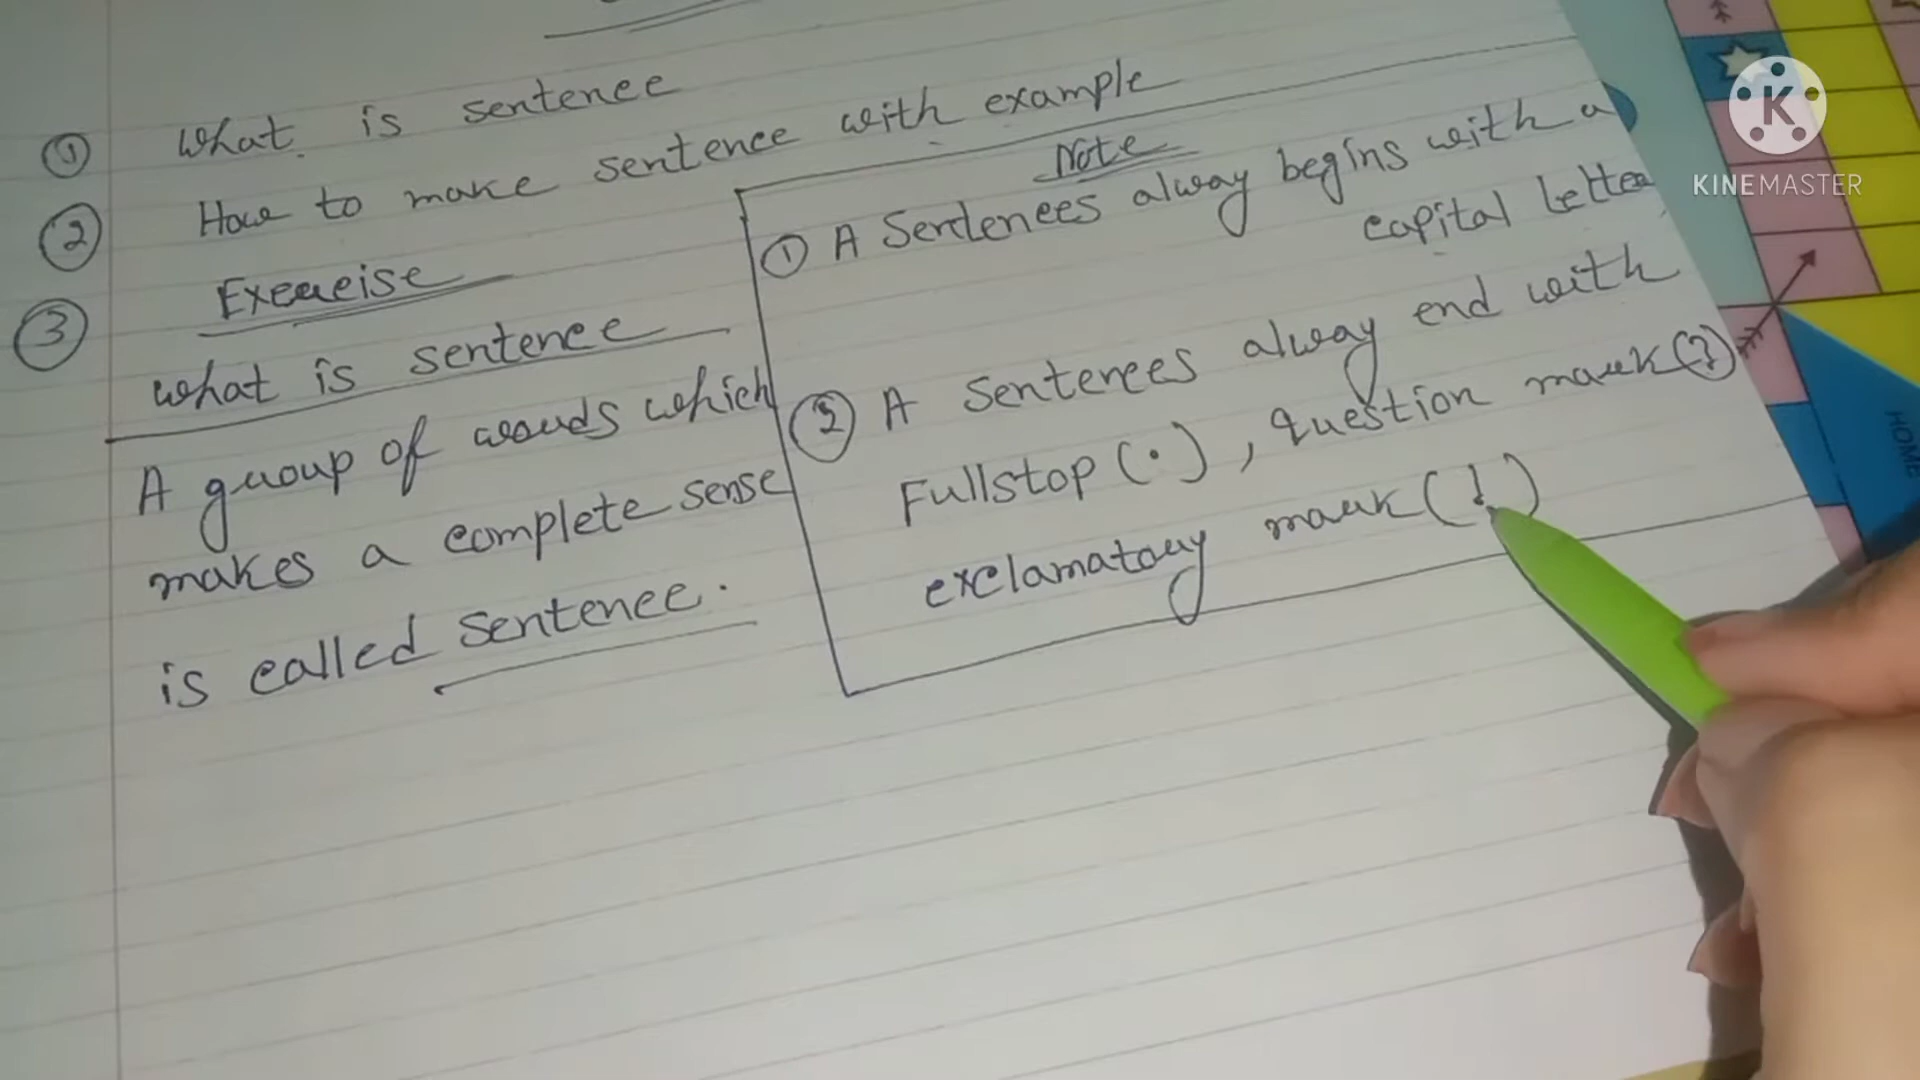 ① What is sentence
② How to make sentence with example
③ Exercise
what is sentence
A group of words which
makes a complete sense
is called sentence.
Note
① A Sentences alway begins with a
capital letter
② A sentences alway end with
Fullstop (.), question mark (?)
exclamatory mark (!)
K
KINEMASTER
HOME